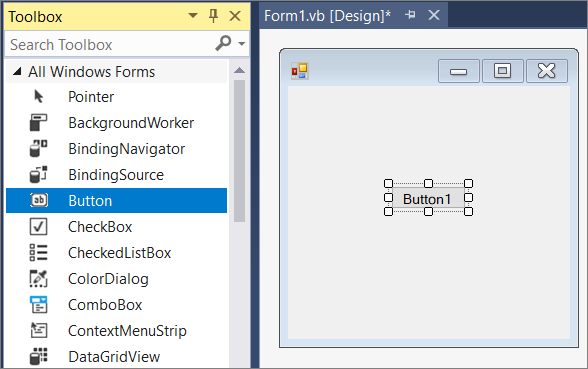 Toolbox
Search Toolbox
All Windows Forms
Pointer
BackgroundWorker
BindingNavigator
BindingSource
Button
CheckBox
CheckedListBox
ColorDialog
ComboBox
ContextMenuStrip
DataGridView
Form1.vb [Design]*
Button1